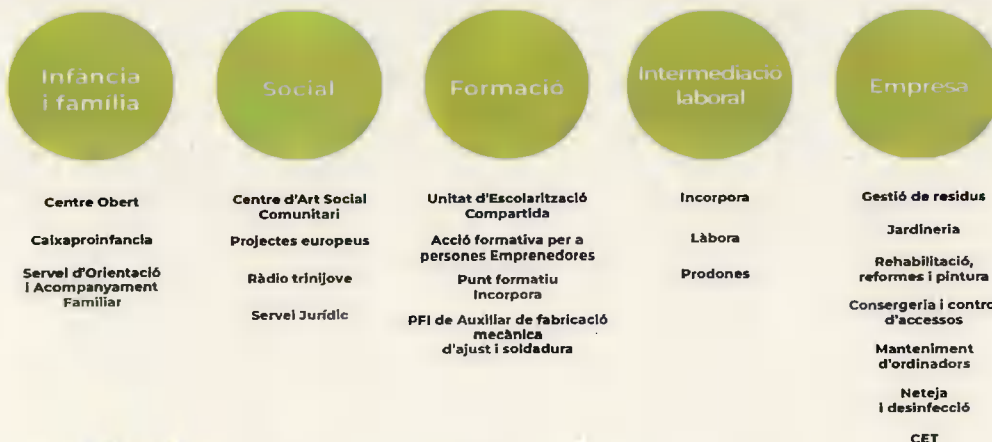 Infància
i família
Centre Obert
Caixaproinfancia
Servei d'Orientació
i Acompanyament
Familiar
Social
Centre d'Art Social
Comunitari
Projectes europeus
Ràdio trinijove
Servei Jurídic
Formació
Unitat d'Escolarització
Compartida
Acció formativa per a
persones Emprenedores
Punt formatiu
Incorpora
PFI de Auxiliar de fabricació
mecànica
d'ajust i soldadura
Intermediacio
laboral
Incorpora
Làbora
Prodones
Empresa
Gestió de residus
Jardineria
Rehabilitació,
reformes i pintura
Consergeria i control
d'accessos
Manteniment
d'ordinadors
Neteja
i desinfecció
CET